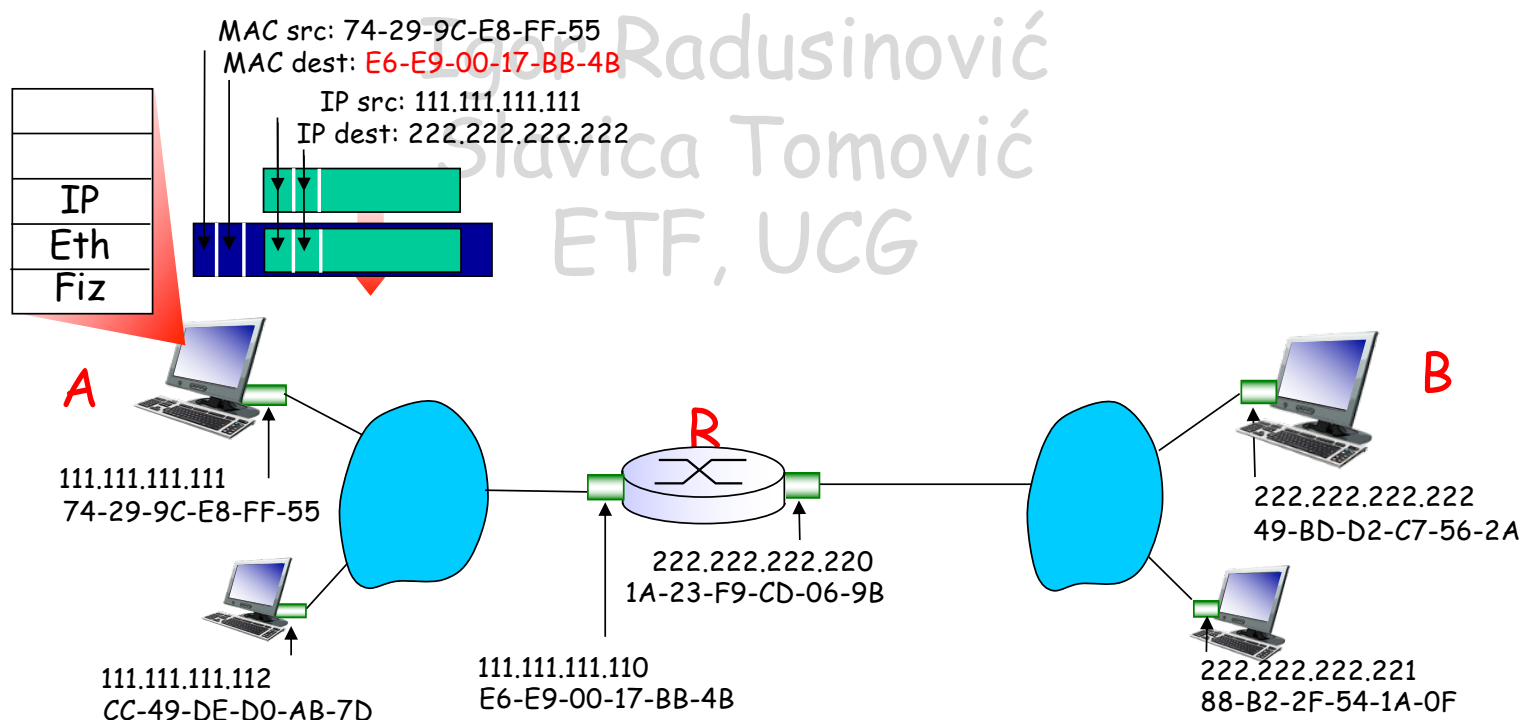 Igor Radusinović
Slavica Tomović
ETF, UCG
MAC src: 74-29-9C-E8-FF-55
MAC dest: E6-E9-00-17-BB-4B
IP src: 111.111.111.111
IP dest: 222.222.222.222
IP
Eth
Fiz
A
B
R
111.111.111.111
74-29-9C-E8-FF-55
222.222.222.222
49-BD-D2-C7-56-2A
222.222.222.220
1A-23-F9-CD-06-9B
111.111.111.112
CC-49-DE-D0-AB-7D
111.111.111.110
E6-E9-00-17-BB-4B
222.222.222.221
88-B2-2F-54-1A-0F